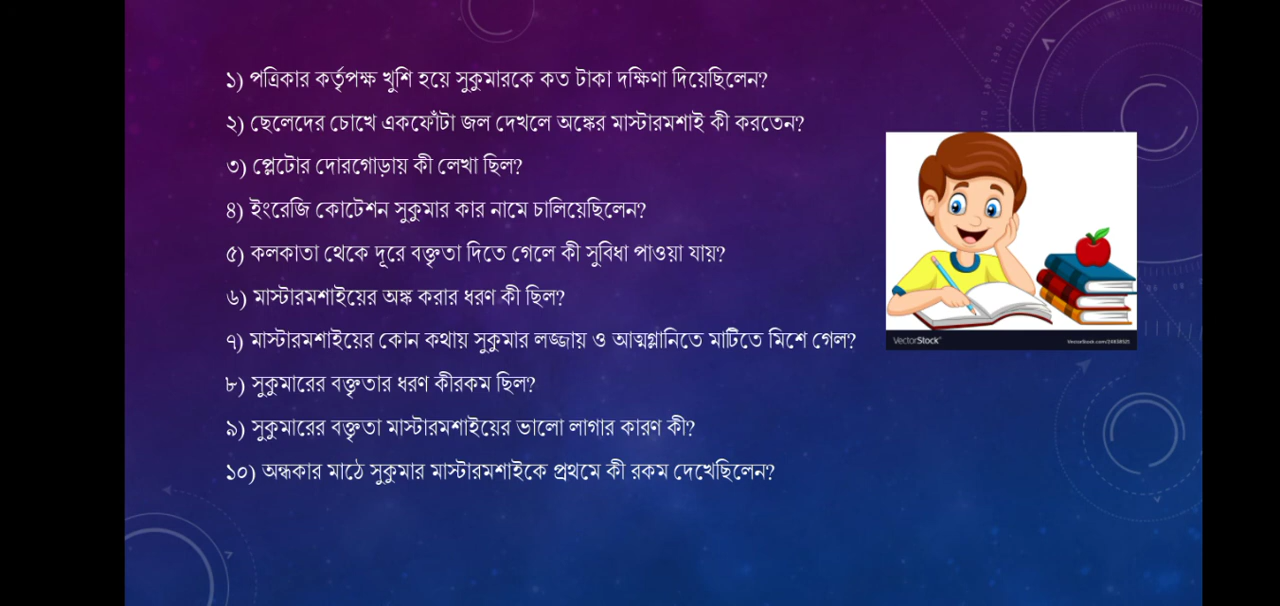 ১) পত্রিকার কর্তৃপক্ষ খুশি হয়ে সুকুমারকে কত টাকা দক্ষিণা দিয়েছিলেন?
২) ছেলেদের চোখে একফোঁটা জল দেখলে অঙ্কের মাস্টারমশাই কী করতেন?
৩) প্লেটোর দোরগোড়ায় কী লেখা ছিল?
৪) ইংরেজি কোটেশন সুকুমার কার নামে চালিয়েছিলেন?
৫) কলকাতা থেকে দূরে বক্তৃতা দিতে গেলে কী সুবিধা পাওয়া যায়?
৬) মাস্টারমশাইয়ের অঙ্ক করার ধরণ কী ছিল?
৭) মাস্টারমশাইয়ের কোন কথায় সুকুমার লজ্জায় ও আত্মগ্লানিতে মাটিতে মিশে গেল?
৮) সুকুমারের বক্তৃতার ধরণ কীরকম ছিল?
৯) সুকুমারের বক্তৃতা মাস্টারমশাইয়ের ভালো লাগার কারণ কী?
১০) অন্ধকার মাঠে সুকুমার মাস্টারমশাইকে প্রথমে কী রকম দেখেছিলেন?
VectorStock